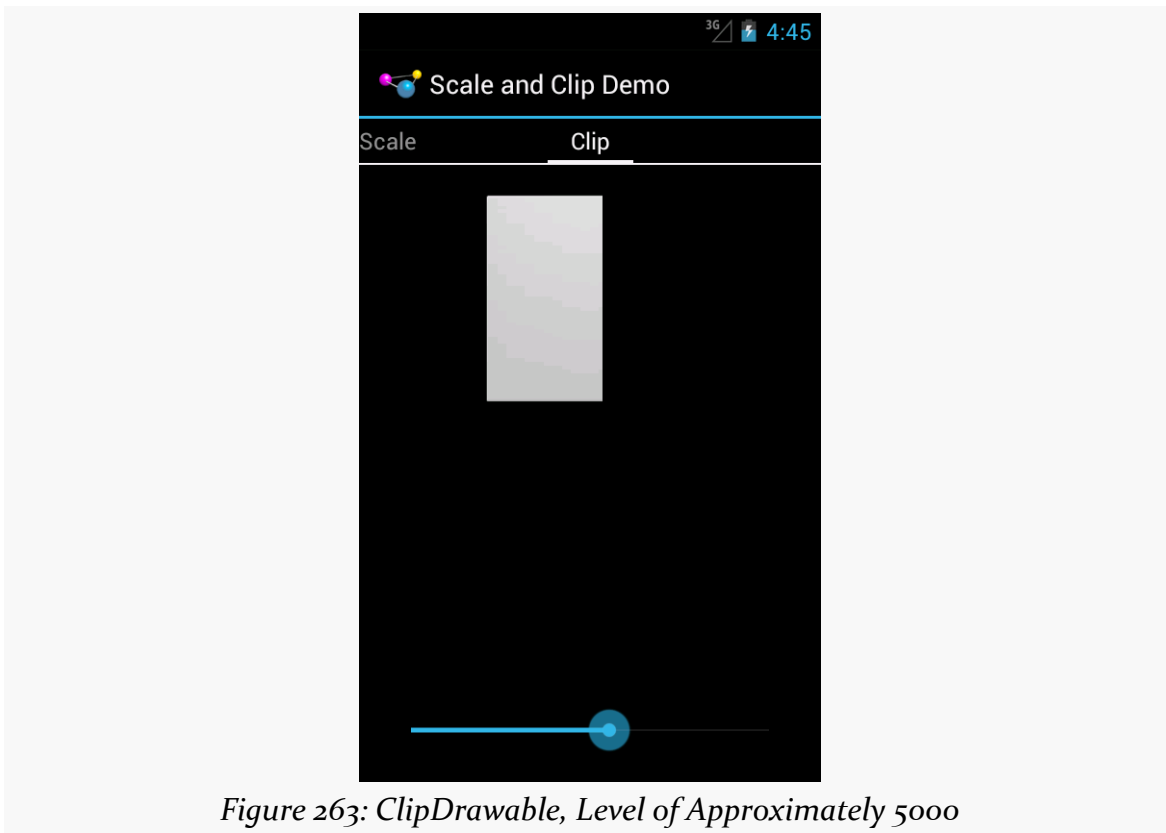 3G 4:45
Scale and Clip Demo
Scale Clip
Figure 263: ClipDrawable, Level of Approximately 5000